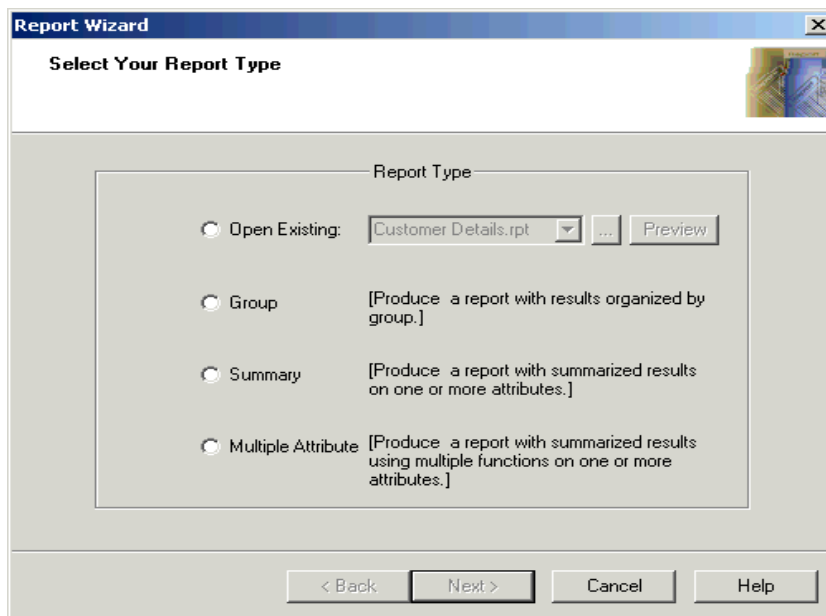 Report Wizard
Select Your Report Type
Report Type
Open Existing:
Customer Details.rpt
...
Preview
Group
[Produce  a report with results organized by
group.]
Summary
[Produce  a report with summarized results
on one or more attributes.]
Multiple Attribute
[Produce  a report with summarized results
using multiple functions on one or more
attributes.]
< Back
Next >
Cancel
Help